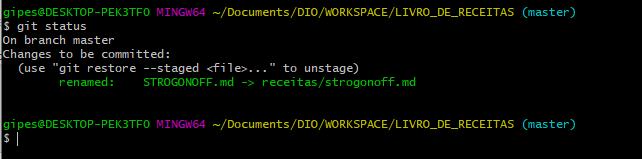 gipes@DESKTOP-PEK3TFO MINGW64 ~/Documents/DIO/WORKSPACE/LIVRO_DE_RECEITAS (master)
$ git status
On branch master
Changes to be committed:
  (use "git restore --staged <file>..." to unstage)
        renamed:    STROGONOFF.md -> receitas/strogonoff.md
gipes@DESKTOP-PEK3TFO MINGW64 ~/Documents/DIO/WORKSPACE/LIVRO_DE_RECEITAS (master)
$